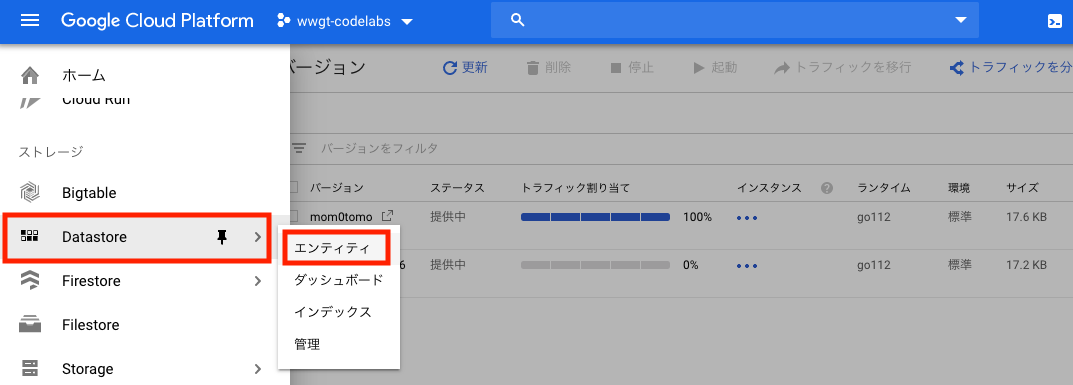 Google Cloud Platform
wwgt-codelabs
ホーム
Cloud Run
ストレージ
Bigtable
Datastore
Firestore
Filestore
Storage
エンティティ
ダッシュボード
インデックス
管理
バージョン
更新
削除
停止
起動
トラフィックを移行
トラフィックを分
バージョンをフィルタ
バージョン ステータス トラフィック割り当て インスタンス ランタイム 環境 サイズ
mom0tomo 提供中 100% go112 標準 17.6 KB
6 提供中 0% go112 標準 17.2 KB